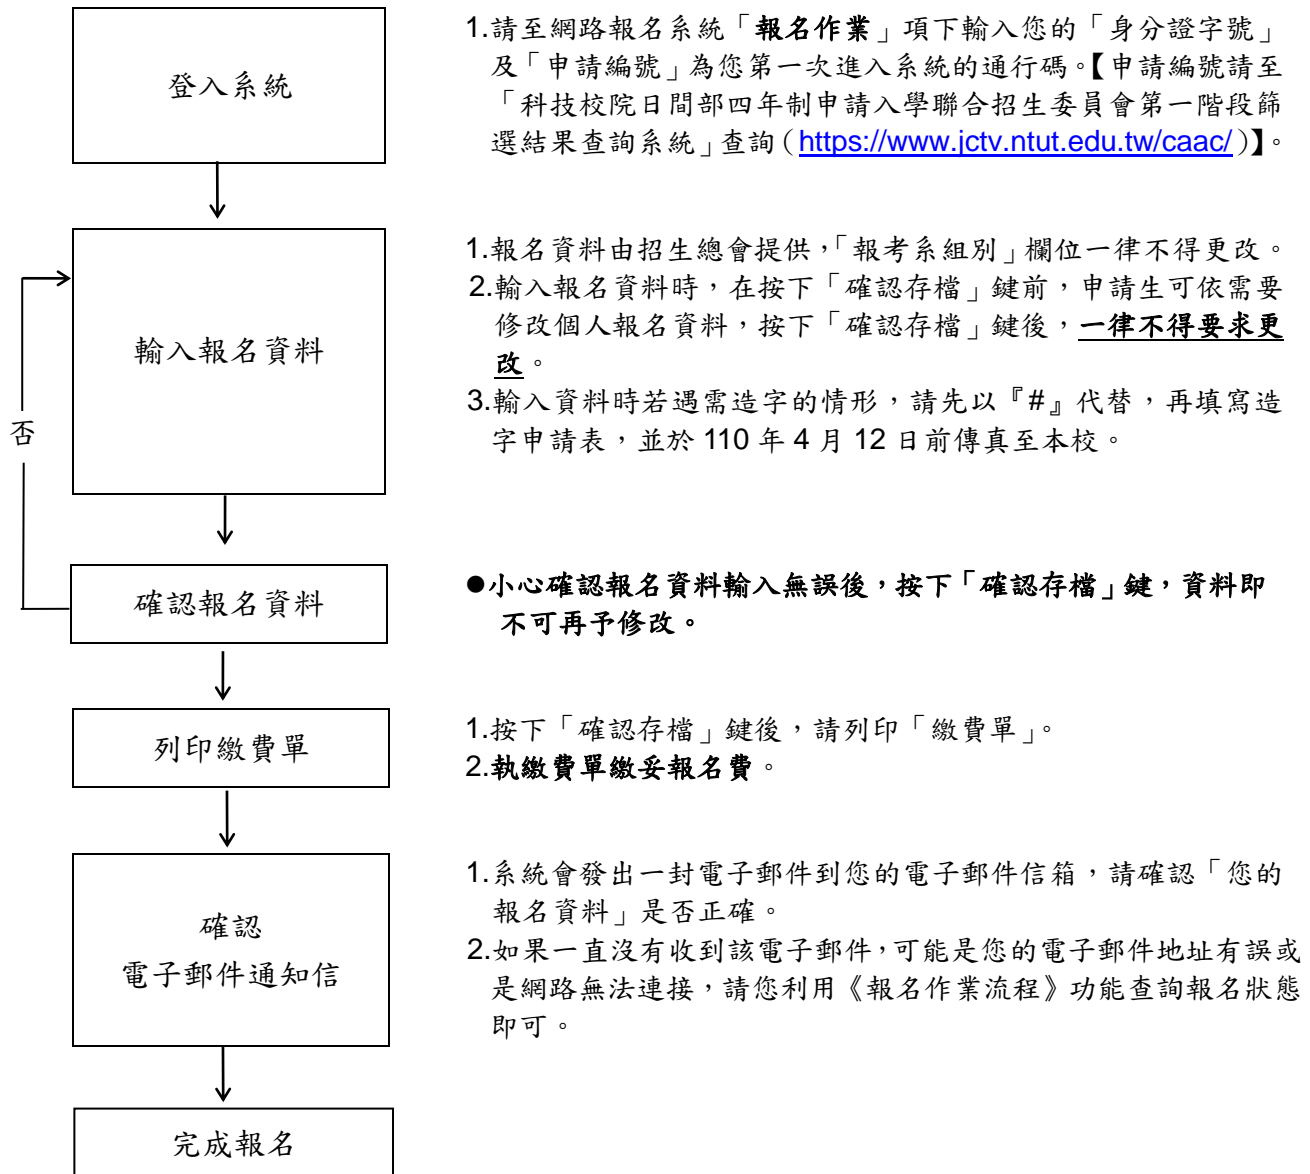 登入系統
1.請至網路報名系統「報名作業」項下輸入您的「身分證字號」
及「申請編號」為您第一次進入系統的通行碼。【申請編號請至
「科技校院日間部四年制申請入學聯合招生委員會第一階段篩
選結果查詢系統」查詢（https://www.jctv.ntut.edu.tw/caac/）】。
輸入報名資料
1.報名資料由招生總會提供，「報考系組別」欄位一律不得更改。
2.輸入報名資料時，在按下「確認存檔」鍵前，申請生可依需要
修改個人報名資料，按下「確認存檔」鍵後，一律不得要求更
改。
3.輸入資料時若遇需造字的情形，請先以『#』代替，再填寫造
字申請表，並於 110 年 4 月 12 日前傳真至本校。
否
確認報名資料
●小心確認報名資料輸入無誤後，按下「確認存檔」鍵，資料即
不可再予修改。
列印繳費單
1.按下「確認存檔」鍵後，請列印「繳費單」。
2.執繳費單繳妥報名費。
確認
電子郵件通知信
1.系統會發出一封電子郵件到您的電子郵件信箱，請確認「您的
報名資料」是否正確。
2.如果一直沒有收到該電子郵件，可能是您的電子郵件地址有誤或
是網路無法連接，請您利用《報名作業流程》功能查詢報名狀態
即可。
完成報名